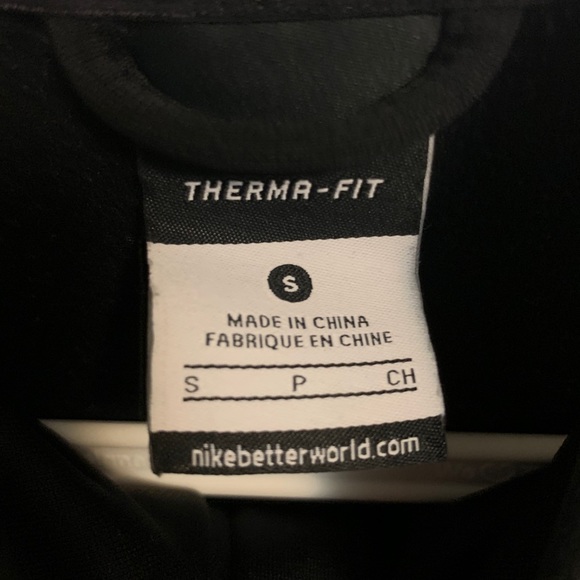 THERMA-FIT
S
MADE IN CHINA
FABRIQUE EN CHINE
S P CH
nikebetterworld.com